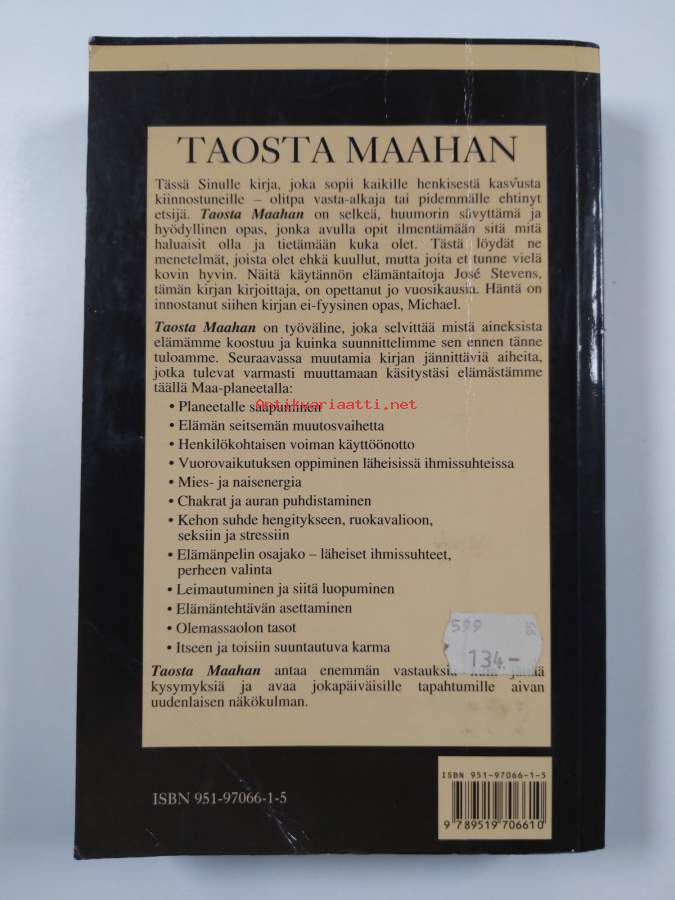 TAOSTA MAAHAN
Tässä Sinulle kirja, joka sopii kaikille henkisestä kasvusta
kiinnostuneille – olitpa vasta-alkaja tai pidemmälle ehtinyt
etsijä. Taosta Maahan on selkeä, huumorin sävyttämä ja
hyödyllinen opas, jonka avulla opit ilmentämään sitä mitä
haluaisit olla ja tietämään kuka olet. Tästä löydät ne
menetelmät, joista olet ehkä kuullut, mutta joita et tunne vielä
kovin hyvin. Näitä käytännön elämäntaitoja José Stevens,
tämän kirjan kirjoittaja, on opettanut jo vuosikausia. Häntä on
innostanut siihen kirjan ei-fyysinen opas, Michael.
Taosta Maahan on työväline, joka selvittää mistä aineksista
elämämme koostuu ja kuinka suunnittelimme sen ennen tänne
tuloamme. Seuraavassa muutamia kirjan jännittäviä aiheita,
jotka tulevat varmasti muuttamaan käsitystäsi elämästämme
täällä Maa-planeetalla:
• Planeetalle saapuminen
Antikvariaatti.net
• Elämän seitsemän muutosvaihetta
• Henkilökohtaisen voiman käyttöönotto
• Vuorovaikutuksen oppiminen läheisissä ihmissuhteissa
• Mies- ja naisenergia
• Chakrat ja auran puhdistaminen
• Kehon suhde hengitykseen, ruokavalioon,
seksiin ja stressiin
• Elämänpelin osajako – läheiset ihmissuhteet,
perheen valinta
• Leimautuminen ja siitä luopuminen
• Elämäntehtävän asettaminen
• Olemassaolon tasot
• Itseen ja toisiin suuntautuva karma
599 55
134.-
Taosta Maahan antaa enemmän vastauksia
kysymyksiä ja avaa jokapäiväisille tapahtumille aivan
uudenlaisen näkökulman.
ISBN 951-97066-1-5
ISBN 951-97066-1-5
9 789519 706610